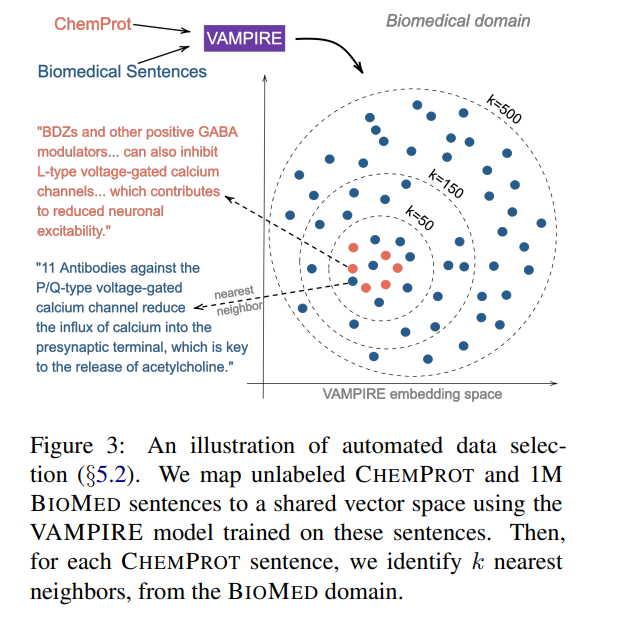 ChemProt
VAMPIRE
Biomedical domain
Biomedical Sentences
"BDZs and other positive GABA
modulators... can also inhibit
L-type voltage-gated calcium
channels... which contributes
to reduced neuronal
excitability."
"11 Antibodies against the
P/Q-type voltage-gated
calcium channel reduce
the influx of calcium into the
presynaptic terminal, which is key
to the release of acetylcholine."
nearest
neighbor
k=500
k=150
k=50
VAMPIRE embedding space
Figure 3: An illustration of automated data selec-
tion (§5.2). We map unlabeled CHEMPROT and 1M
BIOMED sentences to a shared vector space using the
VAMPIRE model trained on these sentences. Then,
for each CHEMPROT sentence, we identify k nearest
neighbors, from the BIOMED domain.